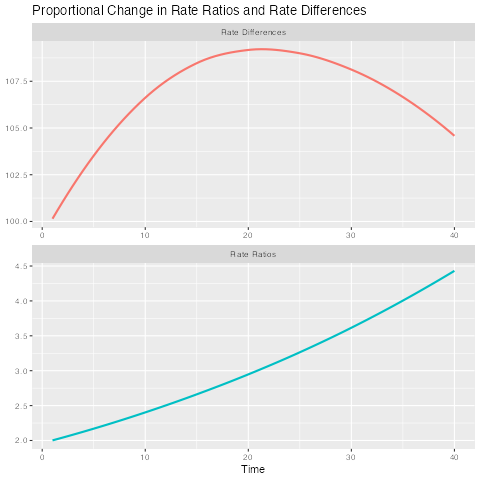 Proportional Change in Rate Ratios and Rate Differences
Rate Differences
107.5
105.0
102.5
100.0
0 10 20 30 40
Rate Ratios
4.5
4.0
3.5
3.0
2.5
2.0
0 10 20 30 40
Time